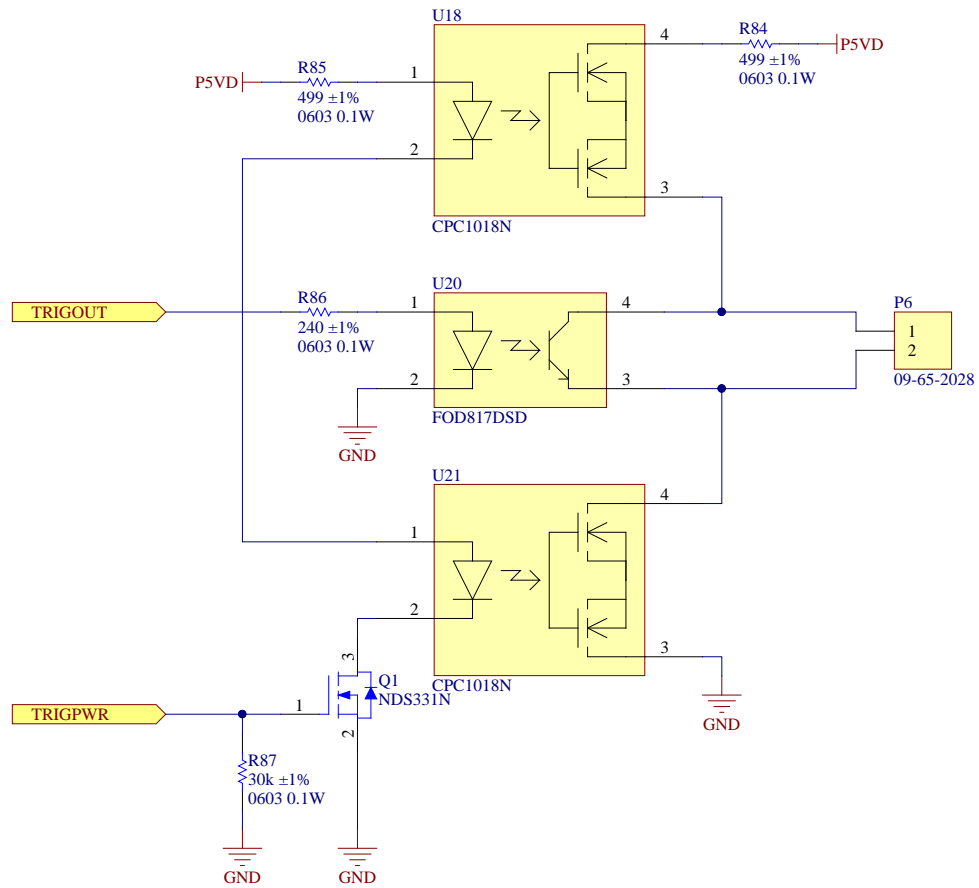 U18
4
R84
P5VD
499 ±1%
0603 0.1W
P5VD
R85
1
499 ±1%
0603 0.1W
2
3
CPC1018N
U20
TRIGOUT
R86
1
4
240 ±1%
0603 0.1W
2
3
FOD817DSD
GND
P6
1
2
09-65-2028
U21
4
1
2
3
CPC1018N
GND
3
Q1
NDS331N
TRIGPWR
1
2
R87
30k ±1%
0603 0.1W
GND
GND